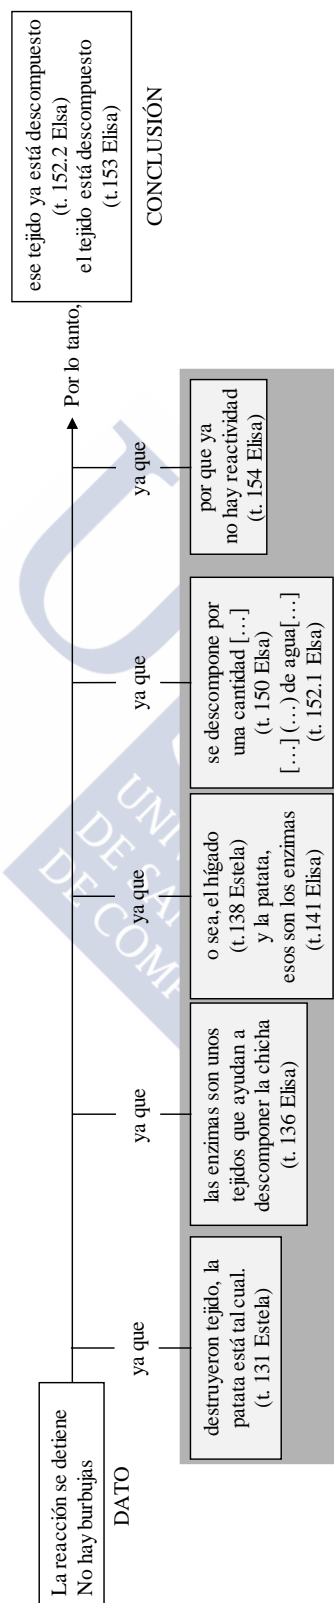 La reacción se detiene
No hay burbujas
DATO
ya que
destruyeron tejido, la
patata está tal cual.
(t. 131 Estela)
ya que
las enzimas son unos
tejidos que ayudan a
descomponer la chicha
(t. 136 Elisa)
ya que
o sea, el hígado
(t.138 Estela)
y la patata,
esos son los enzimas
(t.141 Elisa)
ya que
se descompone por
una cantidad […]
(t. 150 Elsa)
[…] (…) de agua[…]
(t. 152.1 Elsa)
ya que
por que ya
no hay reactividad
(t. 154 Elisa)
Por lo tanto,
ese tejido ya está descompuesto
(t. 152.2 Elsa)
el tejido está descompuesto
(t.153 Elisa)
CONCLUSIÓN